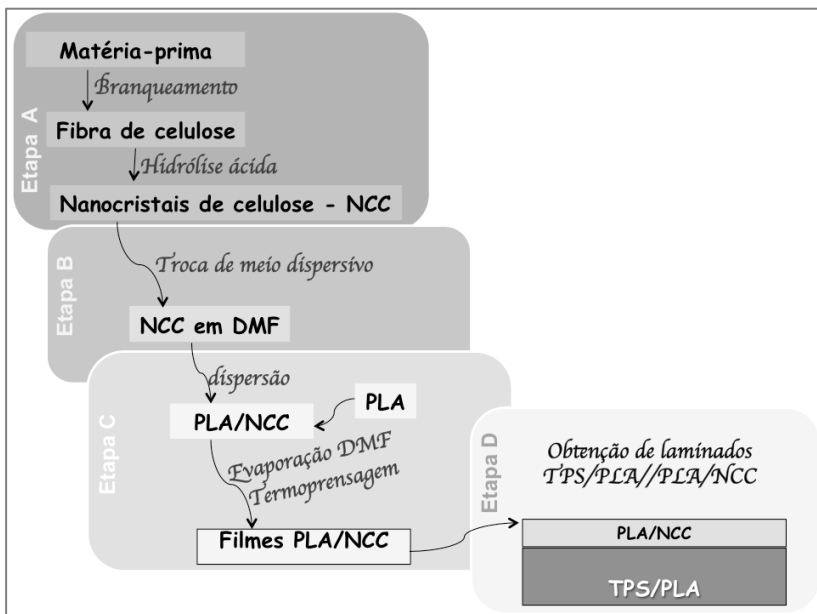 Etapa A
Matéria-prima
Branqueamento
Fibra de celulose
Hidrólise ácida
Nanocristais de celulose - NCC
Etapa B
Troca de meio dispersivo
NCC em DMF
Etapa C
dispersão
PLA/NCC
PLA
Evaporação DMF
Termoprensagem
Filmes PLA/NCC
Etapa D
Obtenção de laminados
TPS/PLA//PLA/NCC
PLA/NCC
TPS/PLA